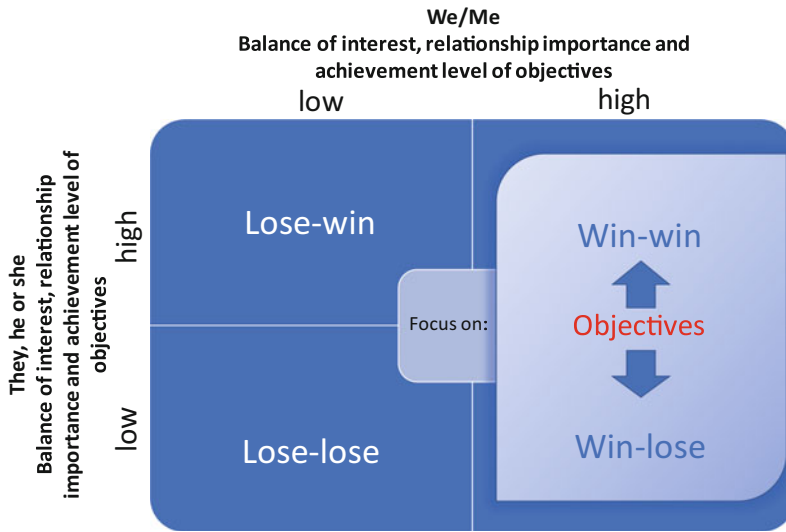 We/Me
Balance of interest, relationship importance and
achievement level of objectives
low
high
They, he or she
Balance of interest, relationship
importance and achievement level of
objectives
high
low
Lose-win
Win-win
Focus on:
Objectives
Lose-lose
Win-lose